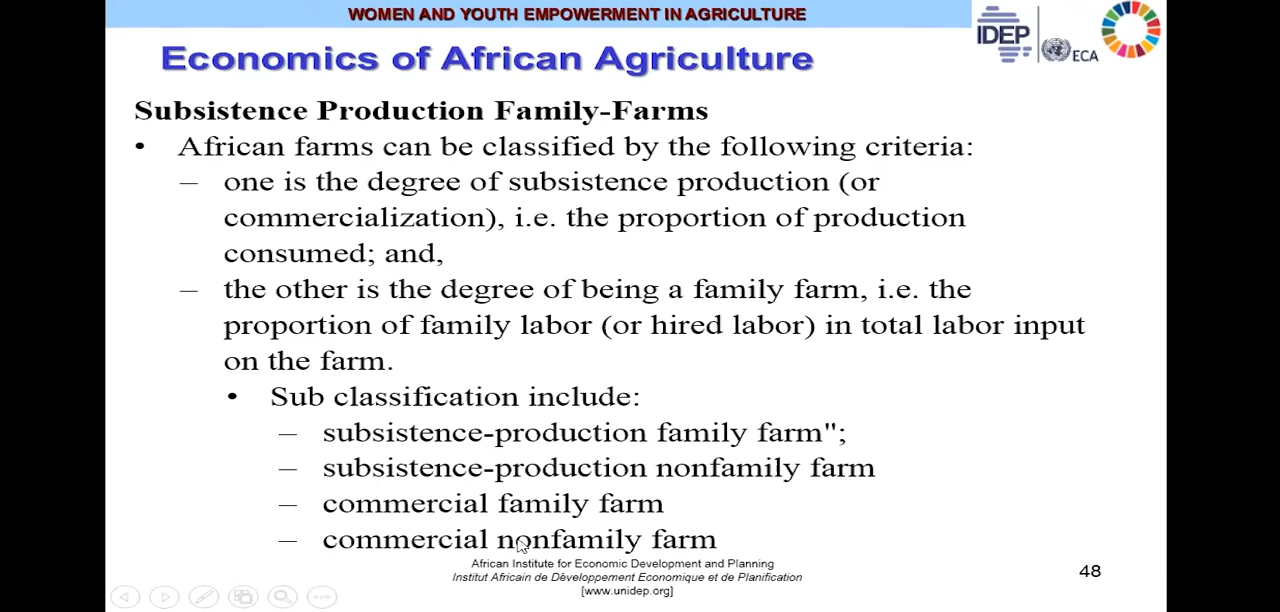 WOMEN AND YOUTH EMPOWERMENT IN AGRICULTURE
IDEP
ECA
Economics of African Agriculture
Subsistence Production Family-Farms
• African farms can be classified by the following criteria:
– one is the degree of subsistence production (or
commercialization), i.e. the proportion of production
consumed; and,
– the other is the degree of being a family farm, i.e. the
proportion of family labor (or hired labor) in total labor input
on the farm.
• Sub classification include:
– subsistence-production family farm";
– subsistence-production nonfamily farm
– commercial family farm
– commercial nonfamily farm
African Institute for Economic Development and Planning
Institut Africain de Développement Economique et de Planification
[www.unidep.org]
48